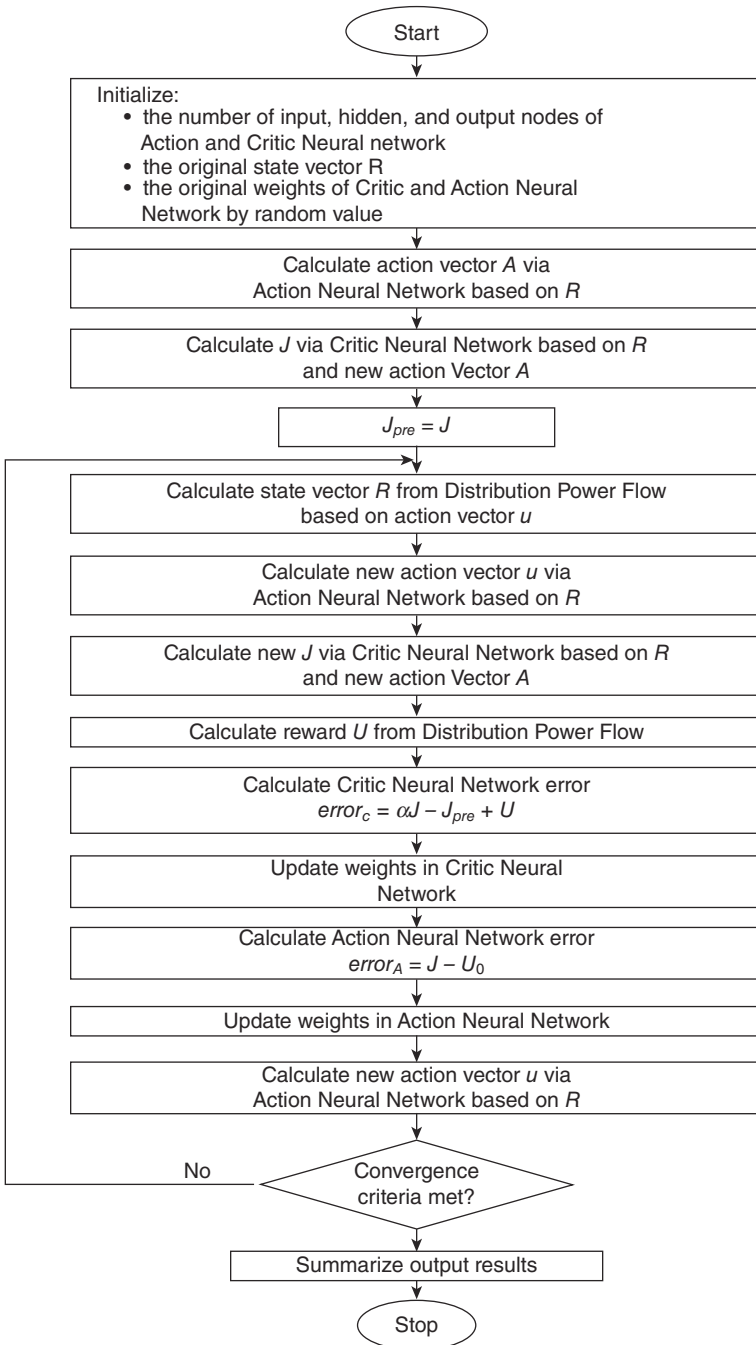 Start
Initialize:
• the number of input, hidden, and output nodes of
Action and Critic Neural network
• the original state vector R
• the original weights of Critic and Action Neural
Network by random value
Calculate action vector A via
Action Neural Network based on R
Calculate J via Critic Neural Network based on R
and new action Vector A
J_pre = J
Calculate state vector R from Distribution Power Flow
based on action vector u
Calculate new action vector u via
Action Neural Network based on R
Calculate new J via Critic Neural Network based on R
and new action Vector A
Calculate reward U from Distribution Power Flow
Calculate Critic Neural Network error
error_c = αJ – J_pre + U
Update weights in Critic Neural
Network
Calculate Action Neural Network error
error_A = J – U_0
Update weights in Action Neural Network
Calculate new action vector u via
Action Neural Network based on R
No
Convergence
criteria met?
Summarize output results
Stop